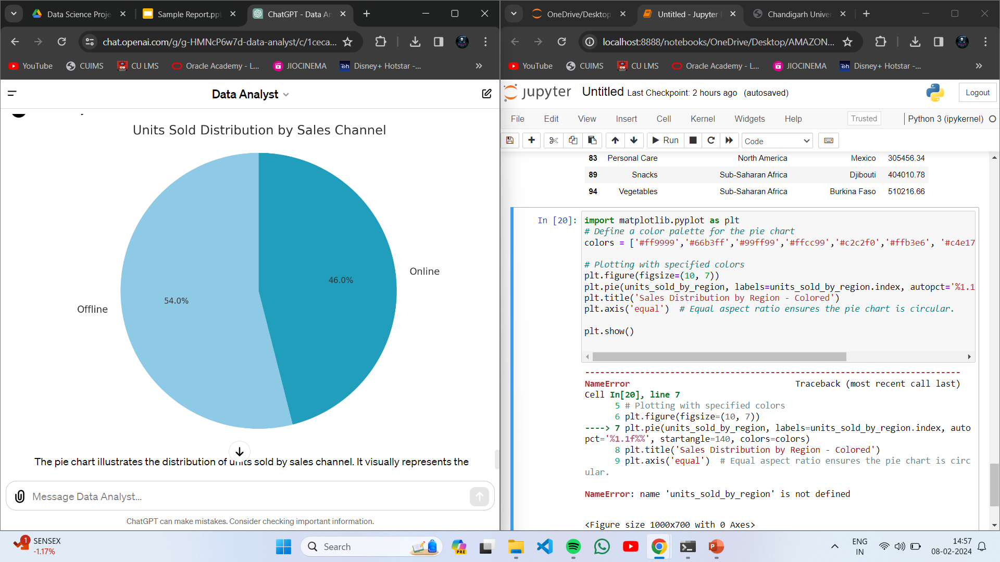 Data Science Proje
Sample Report.ppt
ChatGPT - Data An
chat.openai.com/g/g-HMNcP6w7d-data-analyst/c/1ceca...
YouTube
CUIMS
CU LMS
Oracle Academy - L...
JIOCINEMA
Disney+ Hotstar -...
Data Analyst
Units Sold Distribution by Sales Channel
Online
46.0%
54.0%
Offline
The pie chart illustrates the distribution of units sold by sales channel. It visually represents the
Message Data Analyst...
ChatGPT can make mistakes. Consider checking important information.
OneDrive/Desktop
Untitled - Jupyter
Chandigarh Univer
localhost:8888/notebooks/OneDrive/Desktop/AMAZON...
YouTube
CUIMS
CU LMS
Oracle Academy - L...
JIOCINEMA
Disney+ Hotstar -...
jupyter Untitled Last Checkpoint: 2 hours ago (autosaved)
Logout
File Edit View Insert Cell Kernel Widgets Help
Trusted
Python 3 (ipykernel)
Run
Code
83 Personal Care North America Mexico 305456.34
89 Snacks Sub-Saharan Africa Djibouti 404010.78
94 Vegetables Sub-Saharan Africa Burkina Faso 510216.66
In [20]: import matplotlib.pyplot as plt
# Define a color palette for the pie chart
colors = ['#ff9999','#66b3ff','#99ff99','#ffcc99','#c2c2f0','#ffb3e6', '#c4e17
# Plotting with specified colors
plt.figure(figsize=(10, 7))
plt.pie(units_sold_by_region, labels=units_sold_by_region.index, autopct='%1.1
plt.title('Sales Distribution by Region - Colored')
plt.axis('equal')  # Equal aspect ratio ensures the pie chart is circular.
plt.show()
---------------------------------------------------------------------------
NameError Traceback (most recent call last)
Cell In[20], line 7
5 # Plotting with specified colors
6 plt.figure(figsize=(10, 7))
----> 7 plt.pie(units_sold_by_region, labels=units_sold_by_region.index, auto
pct='%1.1f%%', startangle=140, colors=colors)
8 plt.title('Sales Distribution by Region - Colored')
9 plt.axis('equal')  # Equal aspect ratio ensures the pie chart is circ
ular.
NameError: name 'units_sold_by_region' is not defined
<Figure size 1000x700 with 0 Axes>
1
SENSEX
-1.17%
Search
PRE
ENG
IN
14:57
08-02-2024